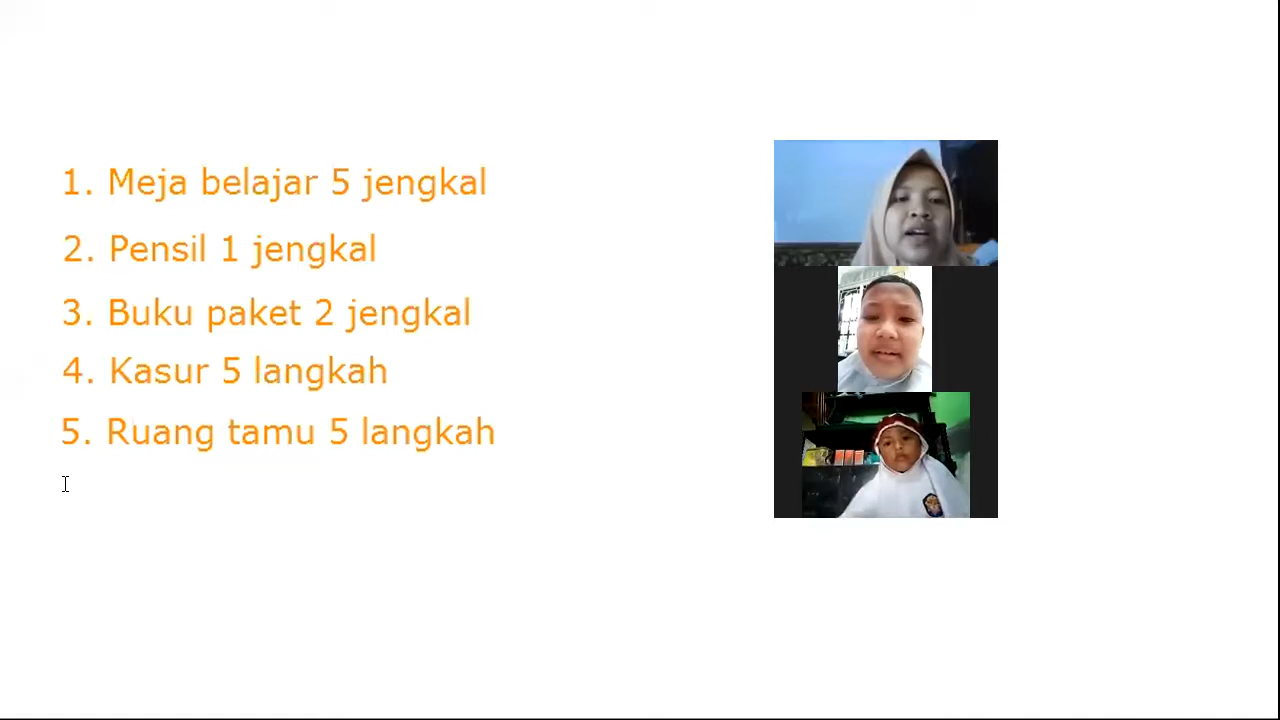 1. Meja belajar 5 jengkal
2. Pensil 1 jengkal
3. Buku paket 2 jengkal
4. Kasur 5 langkah
5. Ruang tamu 5 langkah